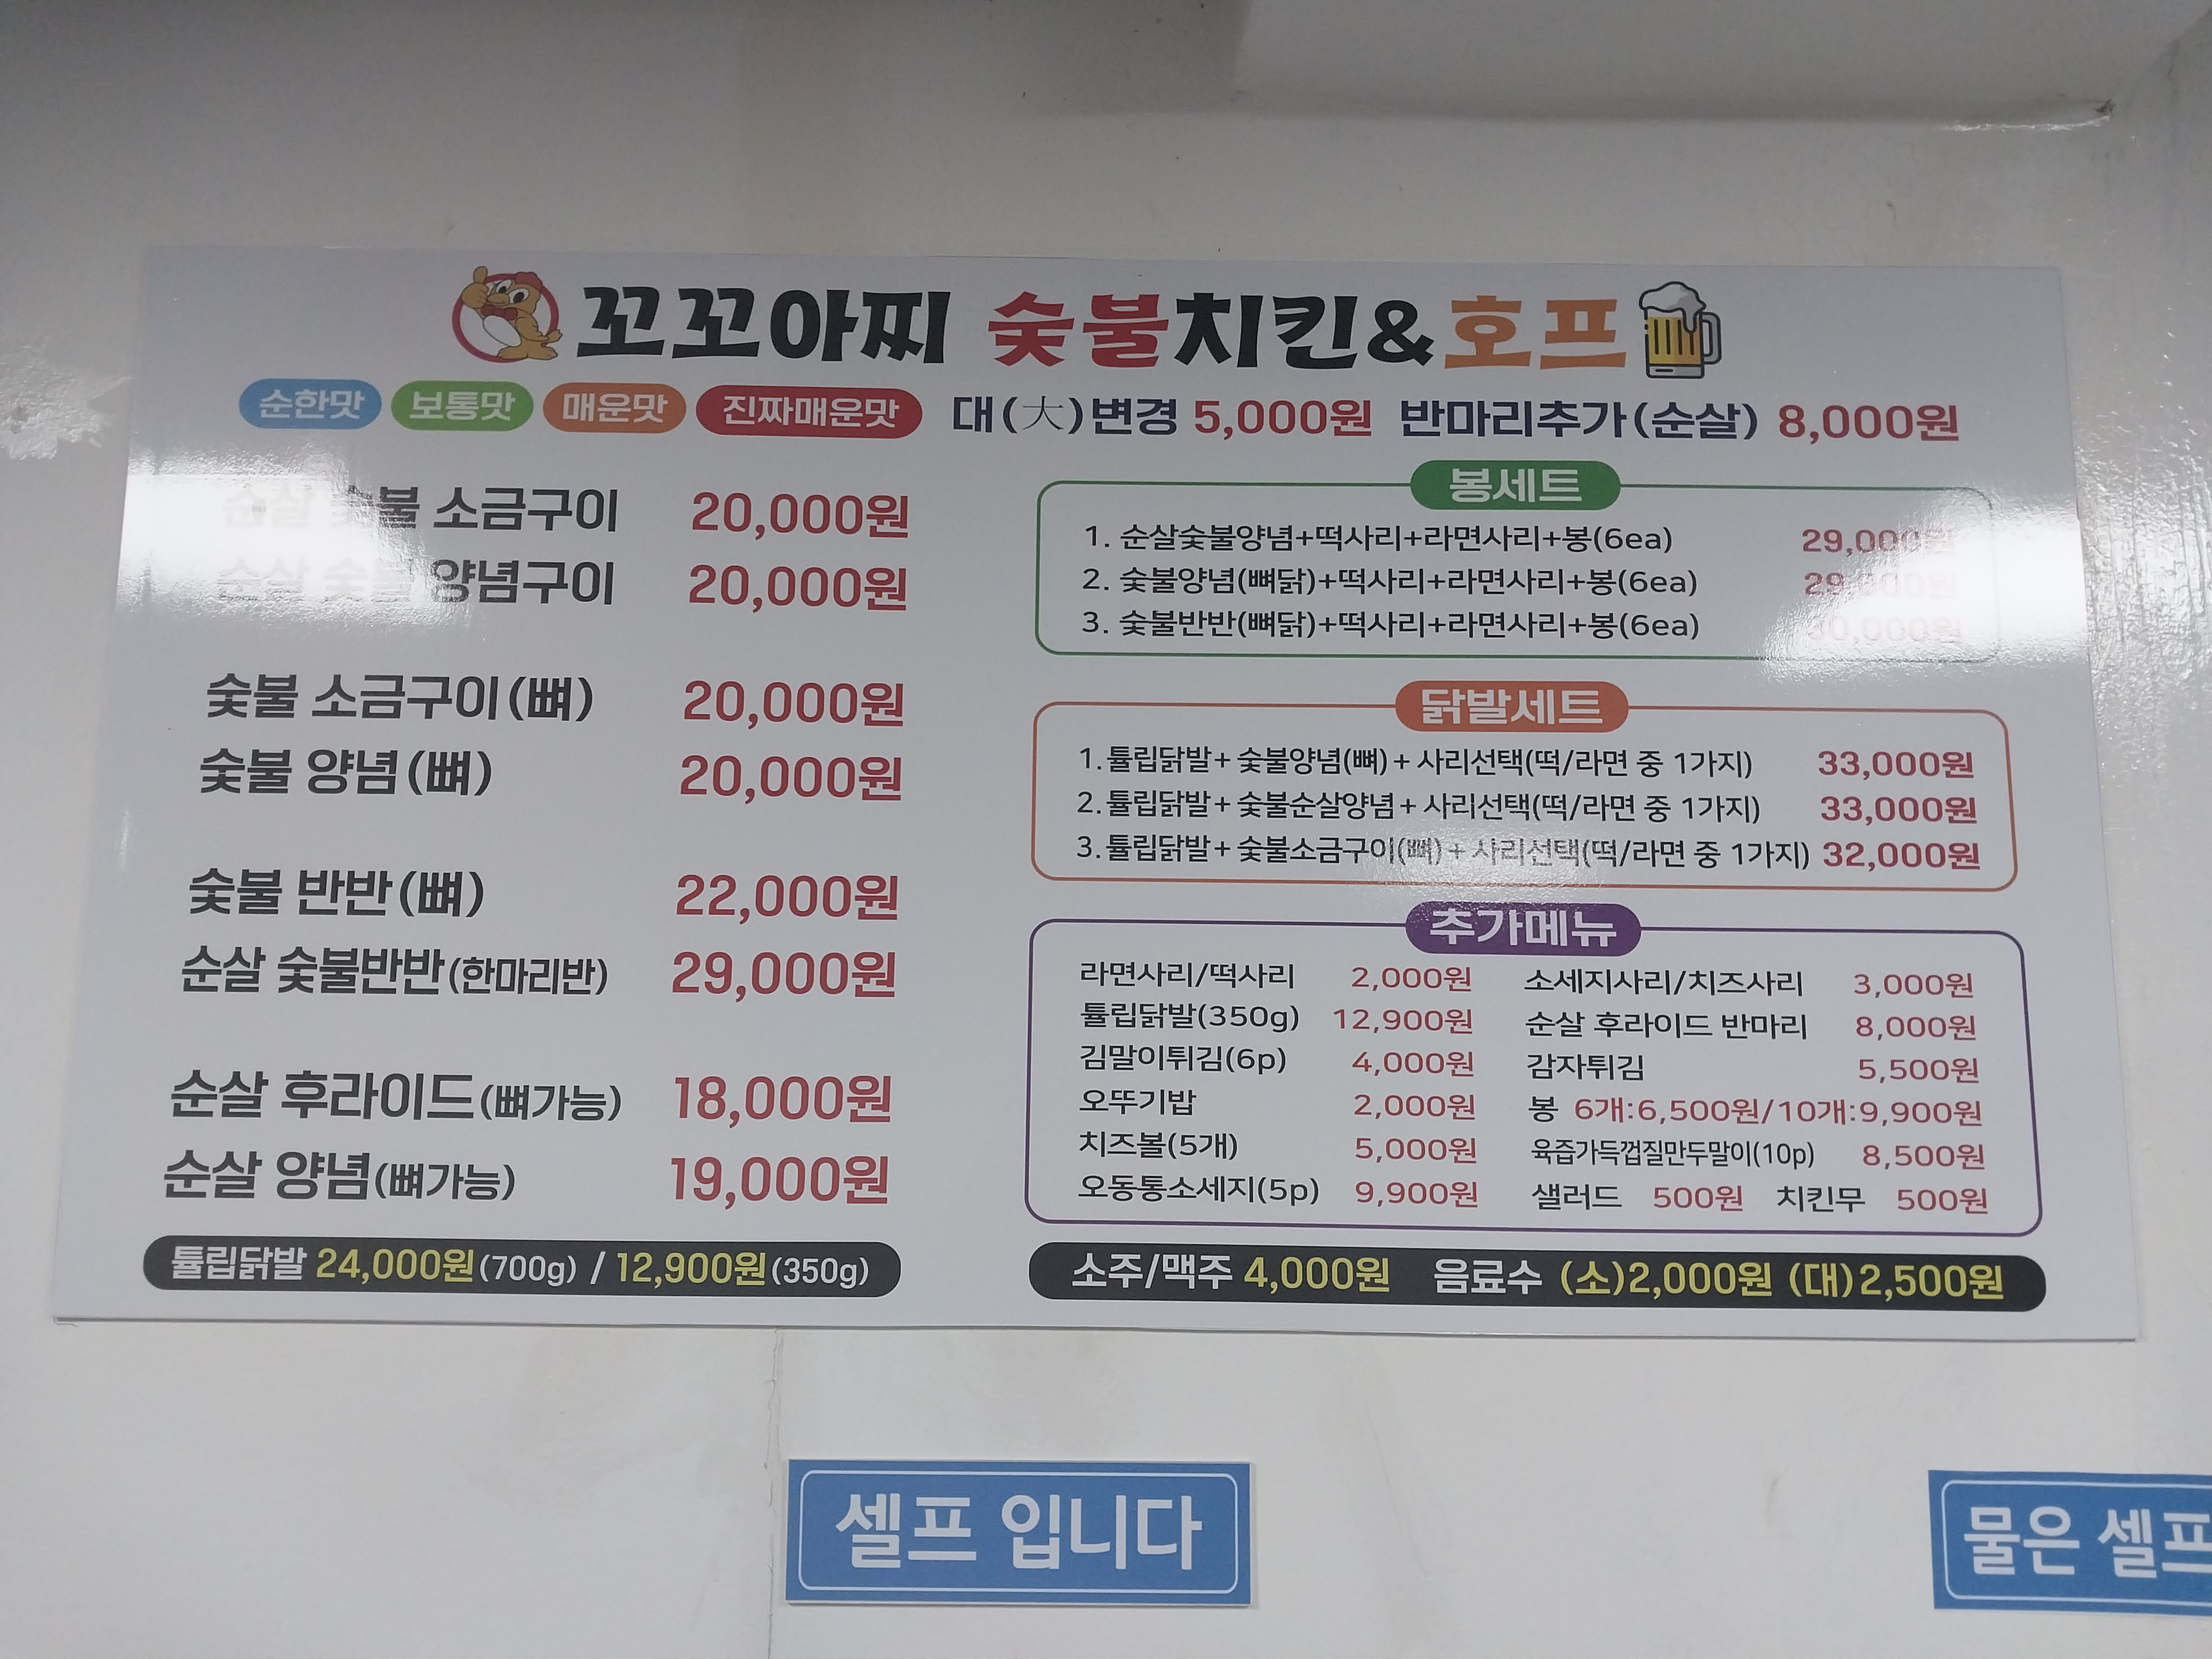 꼬꼬아찌 숯불치킨&호프
순한맛 보통맛 매운맛 진짜매운맛 대(大)변경 5,000원 반마리추가(순살) 8,000원
순살 숯불 소금구이 20,000원
순살 숯불 양념구이 20,000원
숯불 소금구이(뼈) 20,000원
숯불 양념(뼈) 20,000원
숯불 반반(뼈) 22,000원
순살 숯불반반(한마리반) 29,000원
순살 후라이드(뼈가능) 18,000원
순살 양념(뼈가능) 19,000원
튤립닭발 24,000원(700g) / 12,900원(350g)
봉세트
1. 순살숯불양념+떡사리+라면사리+봉(6ea) 29,000원
2. 숯불양념(뼈닭)+떡사리+라면사리+봉(6ea) 29,000원
3. 숯불반반(뼈닭)+떡사리+라면사리+봉(6ea) 30,000원
닭발세트
1.튤립닭발+ 숯불양념(뼈)+ 사리선택(떡/라면 중 1가지) 33,000원
2.튤립닭발+ 숯불순살양념+ 사리선택(떡/라면 중 1가지) 33,000원
3.튤립닭발+ 숯불소금구이(뼈)+ 사리선택(떡/라면 중 1가지) 32,000원
추가메뉴
라면사리/떡사리 2,000원 소세지사리/치즈사리 3,000원
튤립닭발(350g) 12,900원 순살 후라이드 반마리 8,000원
김말이튀김(6p) 4,000원 감자튀김 5,500원
오뚜기밥 2,000원 봉 6개:6,500원/10개:9,900원
치즈볼(5개) 5,000원 육즙가득껍질만두말이(10p) 8,500원
오동통소세지(5p) 9,900원 샐러드 500원 치킨무 500원
소주/맥주 4,000원 음료수 (소)2,000원 (대)2,500원
셀프 입니다
물은 셀프